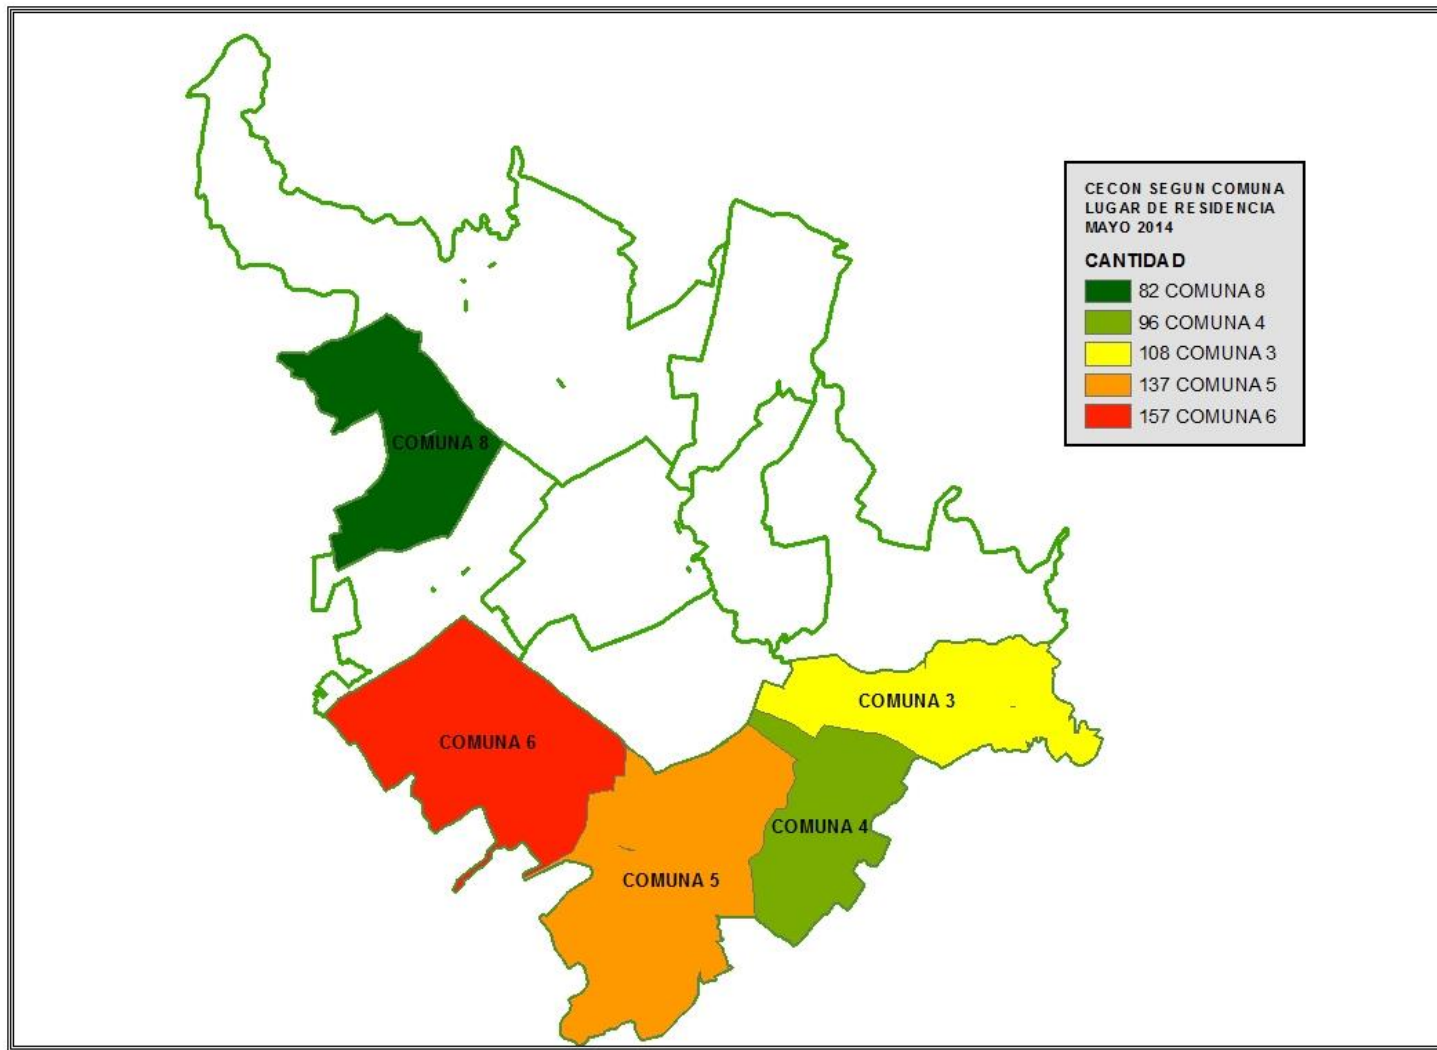 CECON SEGUN COMUNA
LUGAR DE RESIDENCIA
MAYO 2014
CANTIDAD
82 COMUNA 8
96 COMUNA 4
108 COMUNA 3
137 COMUNA 5
157 COMUNA 6
COMUNA 8
COMUNA 3
COMUNA 6
COMUNA 4
COMUNA 5